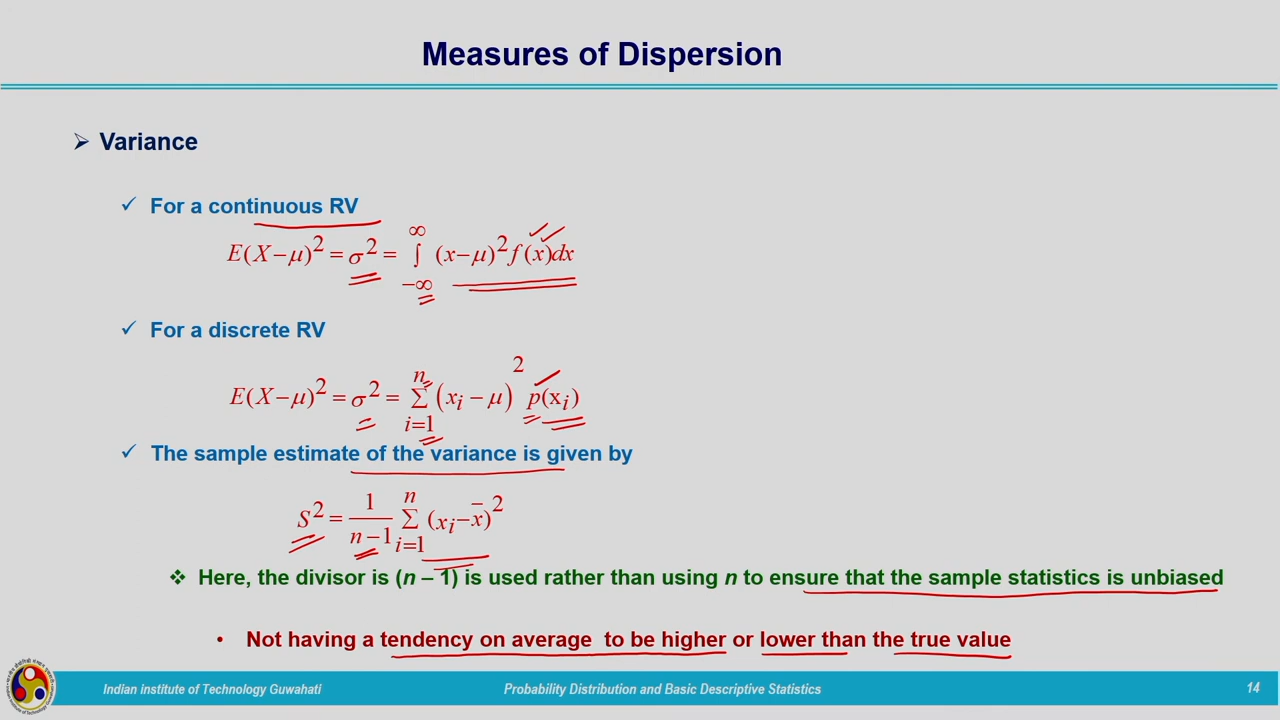 Measures of Dispersion
➢ Variance
✓ For a continuous RV
E(X−μ)² = σ² = ∫_{−∞}^{∞} (x−μ)² f(x)dx
✓ For a discrete RV
E(X−μ)² = σ² = Σ_{i=1}^{n} (x_i − μ)² p(x_i)
✓ The sample estimate of the variance is given by
S² = 1/(n−1) Σ_{i=1}^{n} (x_i − x̄)²
❖ Here, the divisor is (n – 1) is used rather than using n to ensure that the sample statistics is unbiased
• Not having a tendency on average to be higher or lower than the true value
Indian institute of Technology Guwahati Probability Distribution and Basic Descriptive Statistics 14